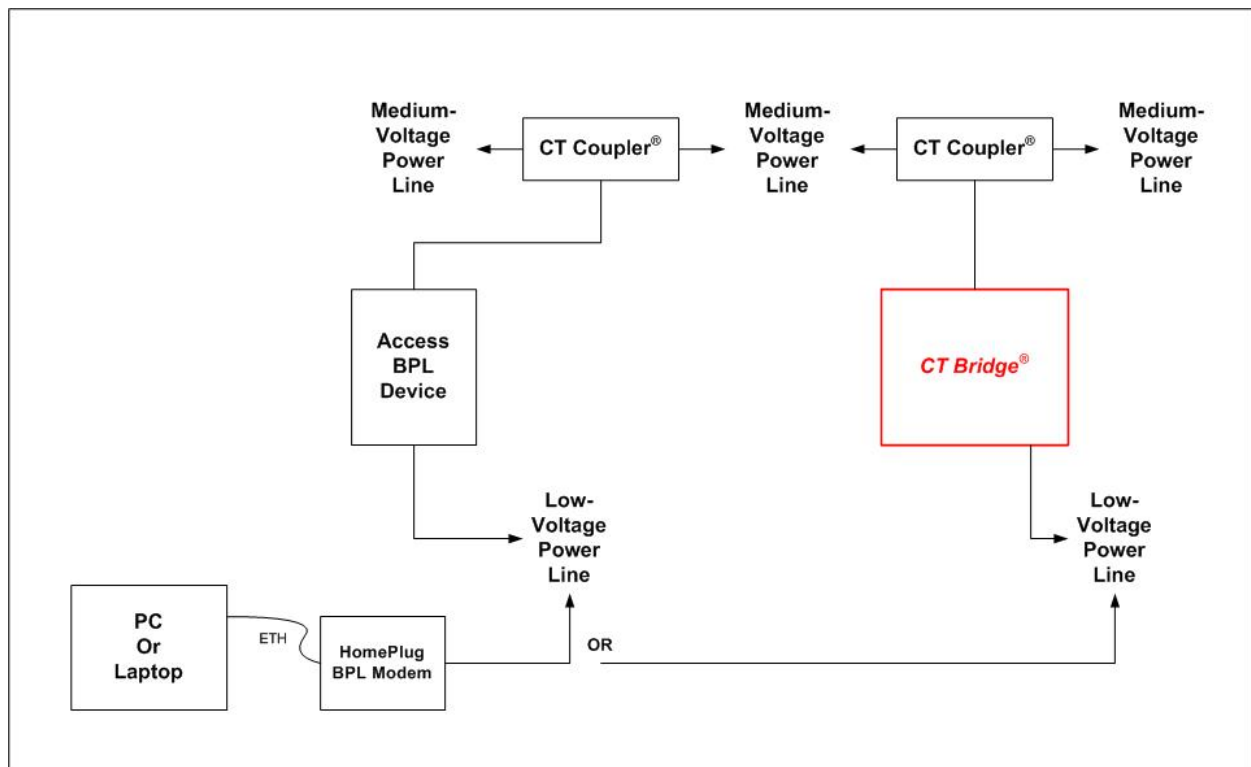 Medium-
Voltage
Power
Line
CT Coupler®
Medium-
Voltage
Power
Line
CT Coupler®
Medium-
Voltage
Power
Line
Access
BPL
Device
CT Bridge®
Low-
Voltage
Power
Line
Low-
Voltage
Power
Line
PC
Or
Laptop
ETH
HomePlug
BPL Modem
OR